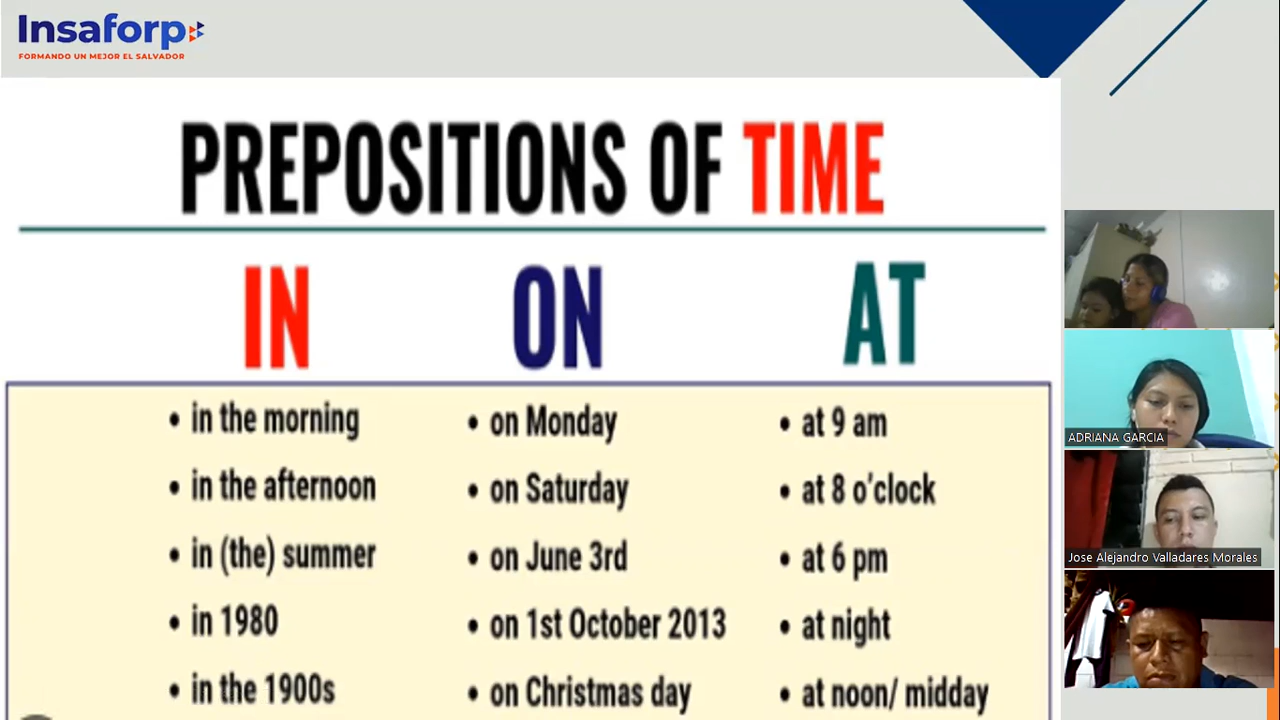 Insaforp
FORMANDO UN MEJOR EL SALVADOR
PREPOSITIONS OF TIME
IN
ON
AT
• in the morning
• in the afternoon
• in (the) summer
• in 1980
• in the 1900s
• on Monday
• on Saturday
• on June 3rd
• on 1st October 2013
• on Christmas day
• at 9 am
• at 8 o'clock
• at 6 pm
• at night
• at noon/ midday
ADRIANA GARCIA
Jose Alejandro Valladares Morales